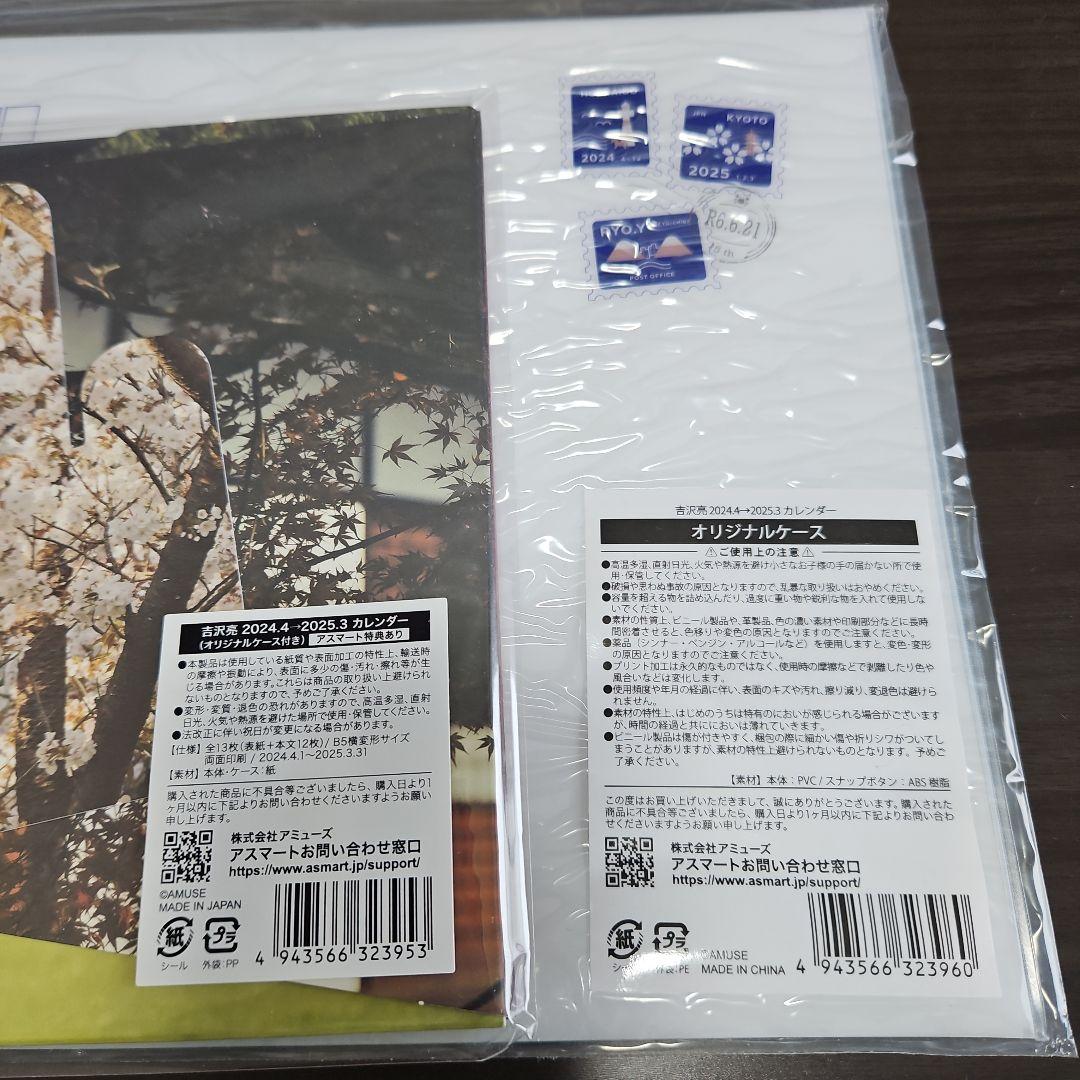 2024 4-12
JPN KYOTO
2025 1.2.3
RYO.Y
POST OFFICE
R6.6.21
吉沢亮 2024.4→2025.3 カレンダー
(オリジナルケース付き) アスマート特典あり
●本製品は使用している紙質や表面加工の特性上、輸送時
の摩擦や振動により、表面に多少の傷・汚れ・擦れ等が生
じる場合があります。これらは商品の取り扱い上避けられ
ないものとなりますので、予めご了承ください。
●変形・変質・退色の恐れがありますので、高温多湿、直射
日光、火気や熱源を避けた場所で使用・保管してください。
●法改正に伴い祝日が変更になる場合があります。
【仕様】全13枚(表紙+本文12枚)/ B5横変形サイズ
両面印刷 / 2024.4.1〜2025.3.31
【素材】本体・ケース:紙
購入された商品に不具合等ございましたら、購入日より1
ヶ月以内に下記よりお問い合わせくださいますようお願い
申し上げます。
株式会社アミューズ
アスマートお問い合わせ窓口
https://www.asmart.jp/support/
©AMUSE
MADE IN JAPAN
紙 プラ
シール 外袋:PP
4 943566 323953
吉沢亮 2024.4→2025.3 カレンダー
オリジナルケース
⚠ご使用上の注意⚠
●高温多湿、直射日光、火気や熱源を避け小さなお子様の手の届かない所で使
用・保管してください。
●破損や思わぬ事故の原因となりますので、乱暴な取り扱いはおやめください。
●容量を超える物を詰め込んだり、過度に重い物や鋭利な物を入れて使用しな
いでください。
●素材の性質上、ビニール製品や、革製品、色の濃い素材や印刷部分などに長時
間密着させると、色移りや変色の原因となりますのでご注意ください。
●薬品(シンナー・ベンジン・アルコールなど)を使用しますと、変色・変形
の原因となりますのでご注意ください。
●プリント加工は永久的なものではなく、使用時の摩擦などで剥離したり色や
風合いなどは変化します。
●使用頻度や年月の経過に伴い、表面のキズや汚れ、擦り減り、変退色は避けら
れません。
●素材の特性上、はじめのうちは特有のにおいが感じられる場合がございます
が、時間の経過と共ににおいは薄れていきます。
●ビニール製品は傷が付きやすく、梱包の際に細かい傷や折りシワがついてし
まうことがありますが、素材の特性上避けられないものとなります。予めご
了承ください。
【素材】本体:PVC / スナップボタン:ABS 樹脂
この度はお買い上げいただきまして、誠にありがとうございます。購入された
商品に不具合等ございましたら、購入日より1ヶ月以内に下記よりお問い合わ
せくださいますようお願い申し上げます。
株式会社アミューズ
アスマートお問い合わせ窓口
https://www.asmart.jp/support/
紙 プラ
シール 外袋:PE
©AMUSE
MADE IN CHINA
4 943566 323960